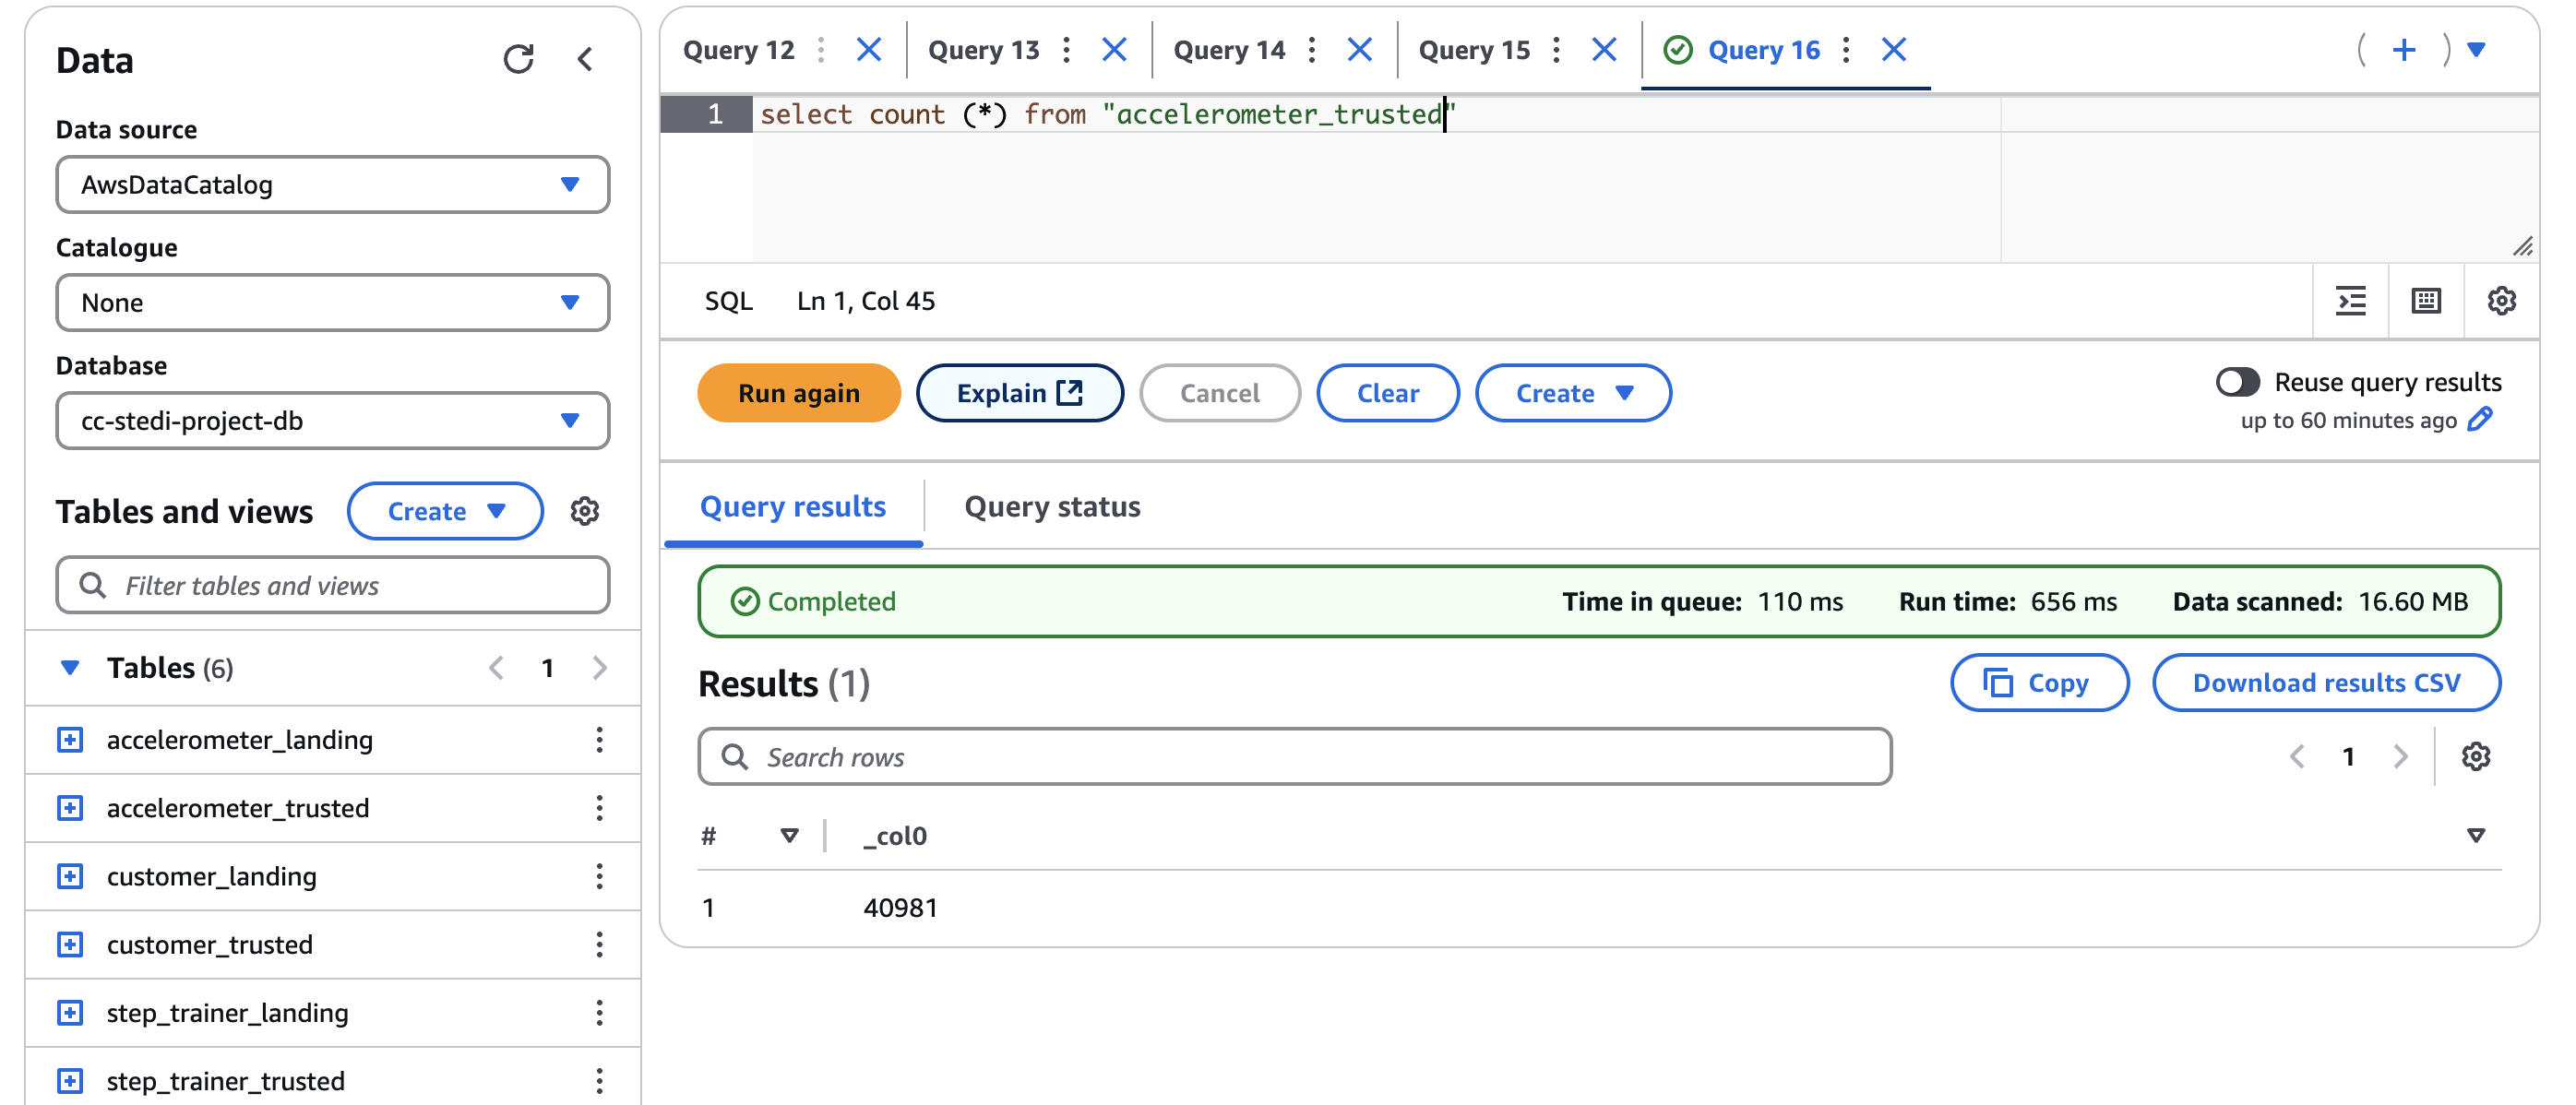 Data
Data source
AwsDataCatalog
Catalogue
None
Database
cc-stedi-project-db
Tables and views
Create
Filter tables and views
Tables (6)
1
accelerometer_landing
accelerometer_trusted
customer_landing
customer_trusted
step_trainer_landing
step_trainer_trusted
Query 12
Query 13
Query 14
Query 15
Query 16
1 select count (*) from "accelerometer_trusted"
SQL Ln 1, Col 45
Run again
Explain
Cancel
Clear
Create
Reuse query results
up to 60 minutes ago
Query results
Query status
Completed
Time in queue: 110 ms
Run time: 656 ms
Data scanned: 16.60 MB
Results (1)
Copy
Download results CSV
Search rows
1
# _col0
1 40981